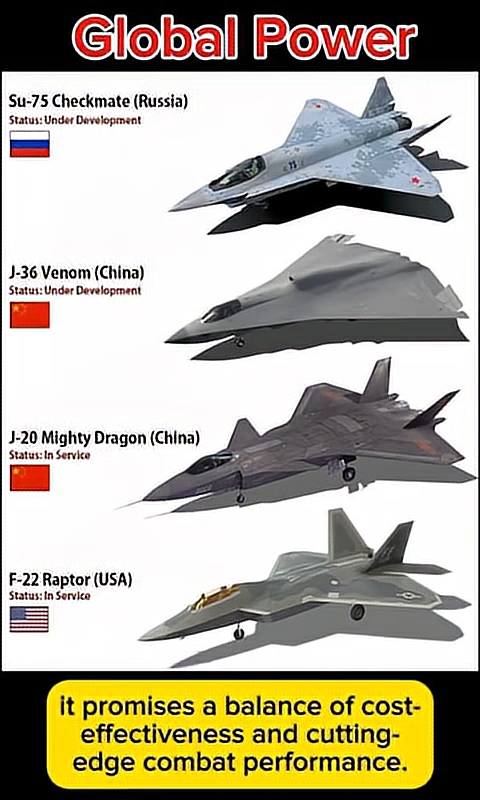 Global Power
Su-75 Checkmate (Russia)
Status: Under Development
J-36 Venom (China)
Status: Under Development
J-20 Mighty Dragon (China)
Status: In Service
F-22 Raptor (USA)
Status: In Service
it promises a balance of cost-
effectiveness and cutting-
edge combat performance.